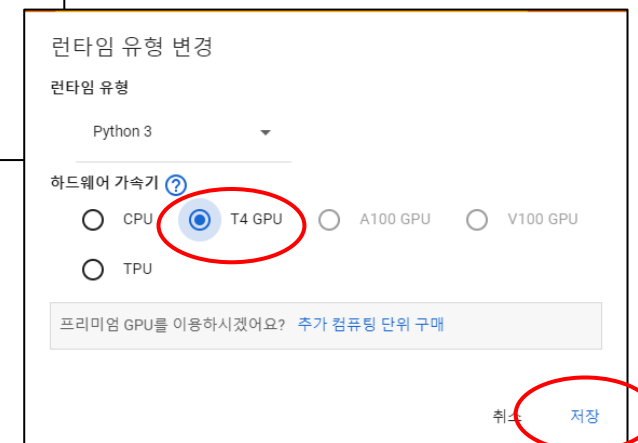 런타임 유형 변경
런타임 유형
Python 3
하드웨어 가속기 ?
CPU T4 GPU A100 GPU V100 GPU
TPU
프리미엄 GPU를 이용하시겠어요? 추가 컴퓨팅 단위 구매
취소 저장